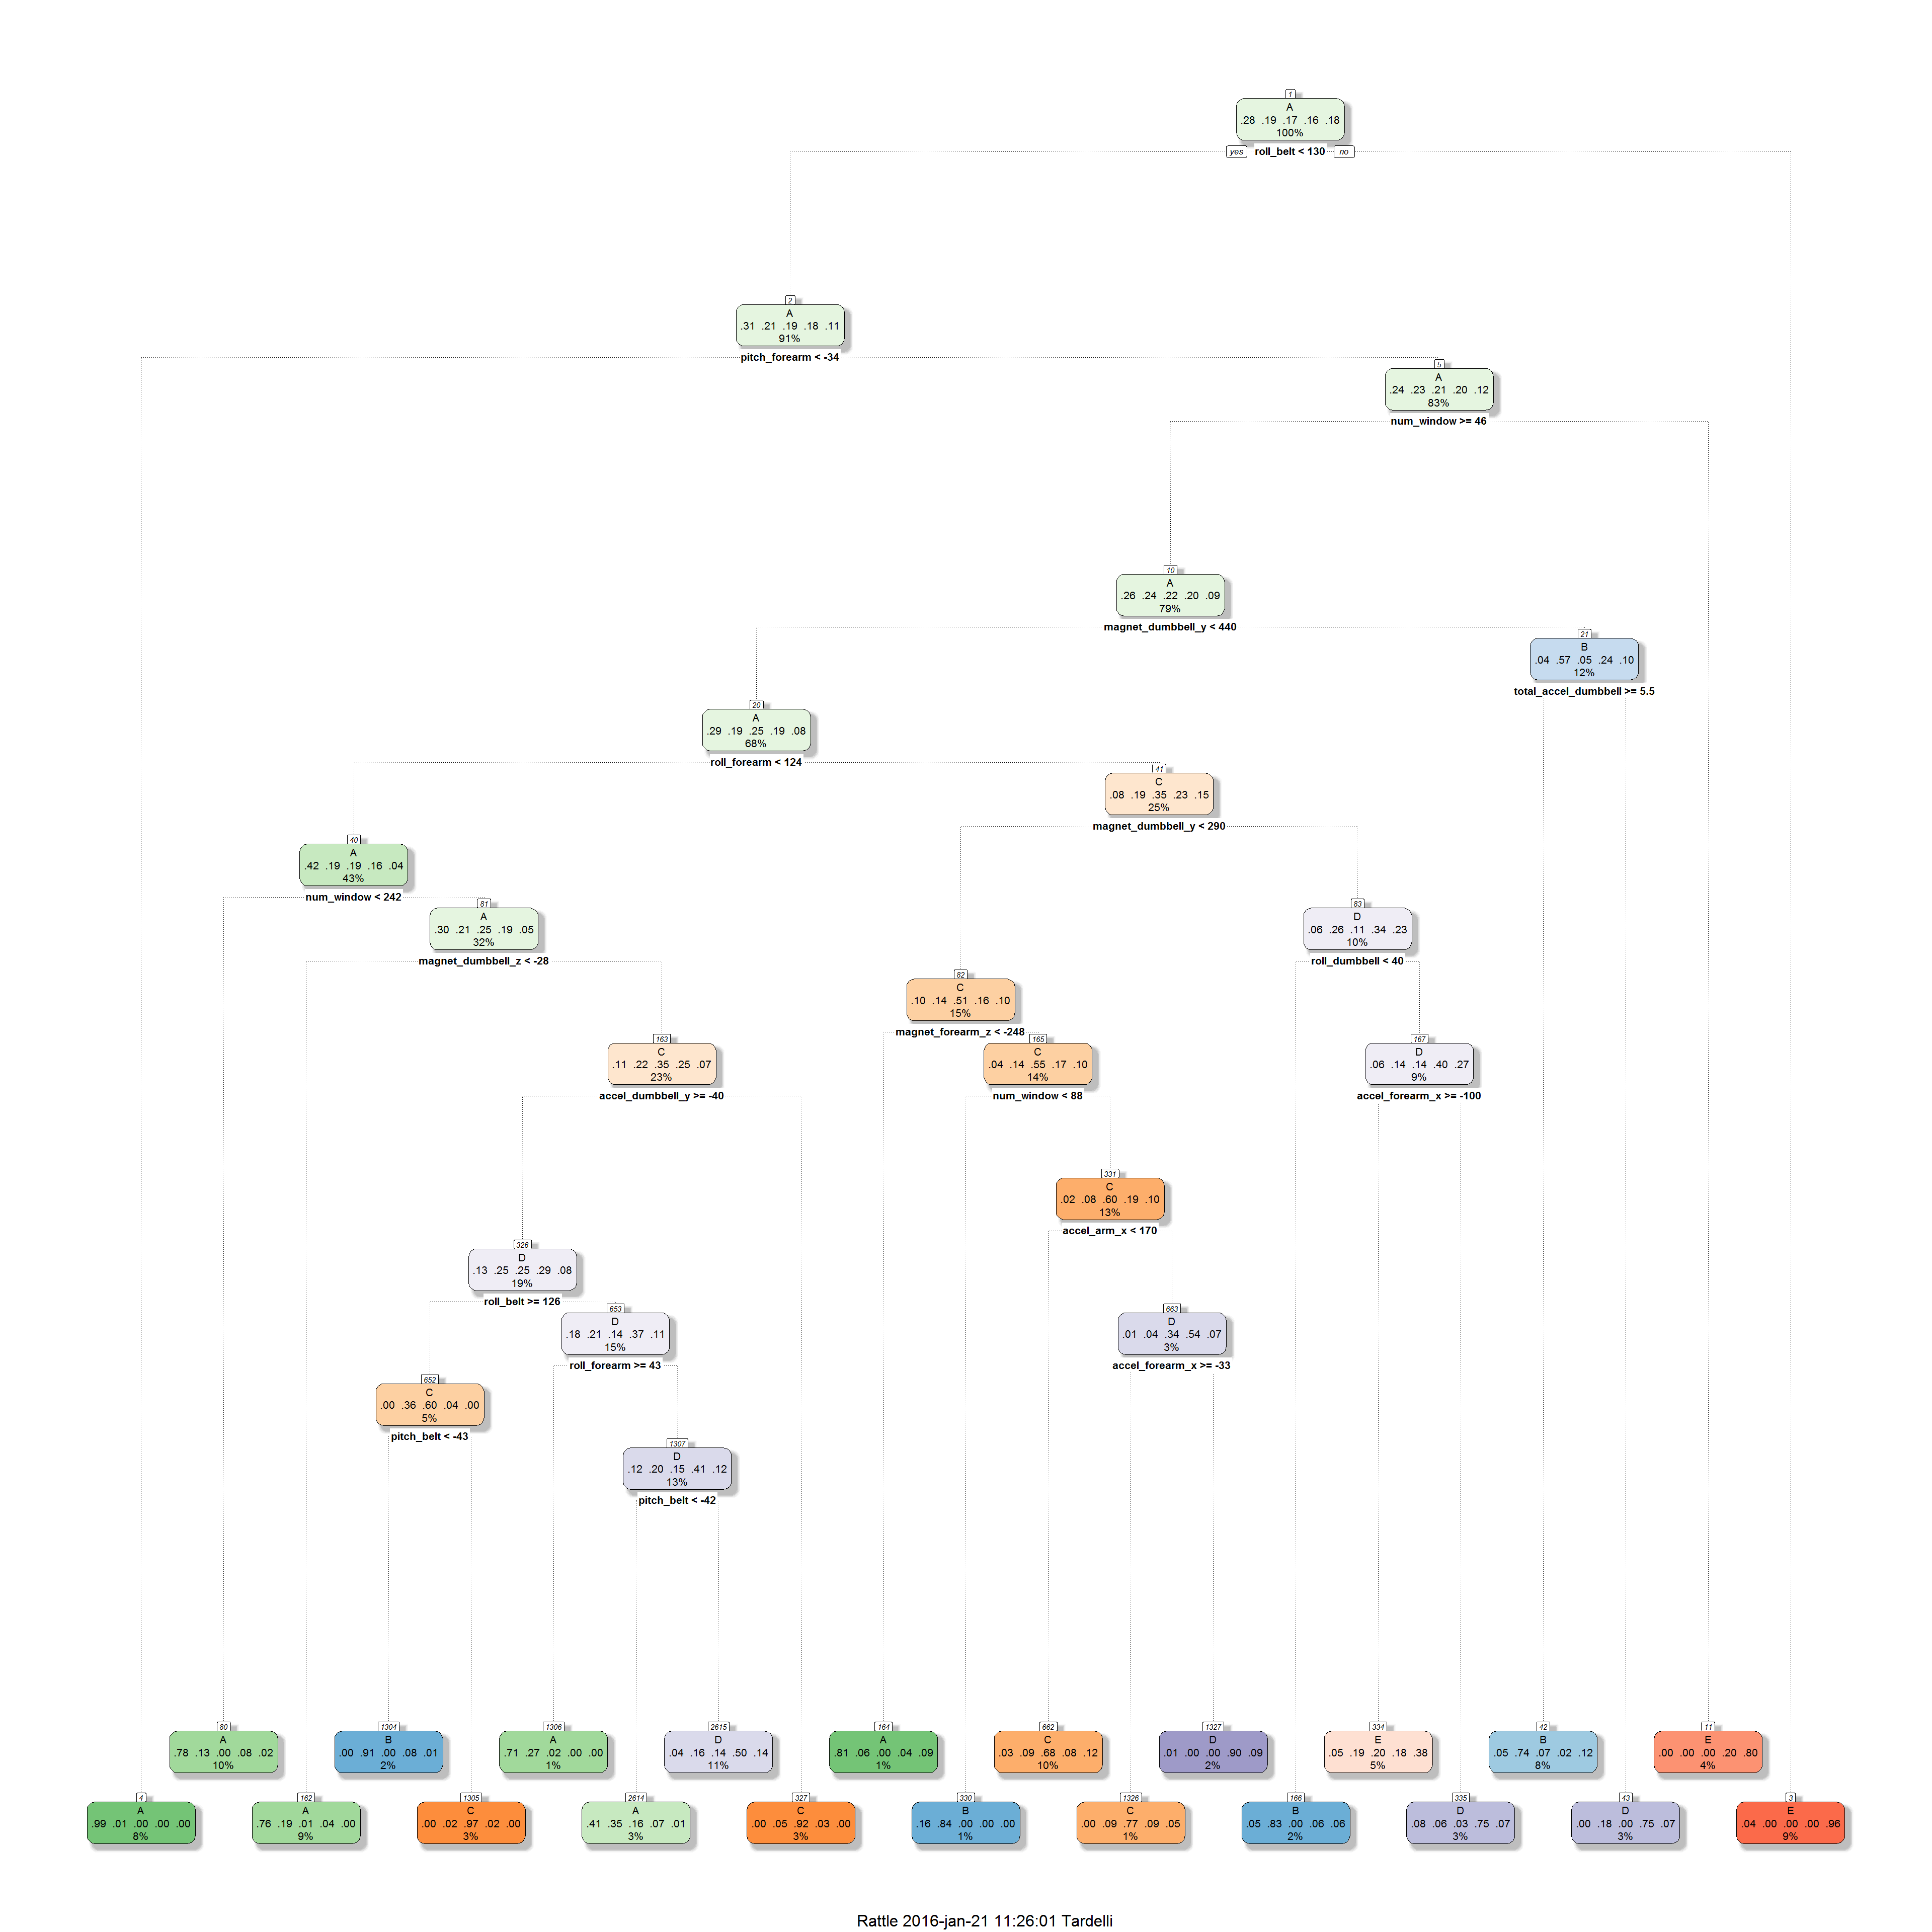 1
A
.28 .19 .17 .16 .18
100%
yes roll_belt < 130 no
2
A
.31 .21 .19 .18 .11
91%
pitch_forearm < -34
5
A
.24 .23 .21 .20 .12
83%
num_window >= 46
10
A
.26 .24 .22 .20 .09
79%
magnet_dumbbell_y < 440
21
B
.04 .57 .05 .24 .10
12%
total_accel_dumbbell >= 5.5
20
A
.29 .19 .25 .19 .08
68%
roll_forearm < 124
41
C
.08 .19 .35 .23 .15
25%
magnet_dumbbell_y < 290
40
A
.42 .19 .19 .16 .04
43%
num_window < 242
81
A
.30 .21 .25 .19 .05
32%
magnet_dumbbell_z < -28
83
D
.06 .26 .11 .34 .23
10%
roll_dumbbell < 40
82
C
.10 .14 .51 .16 .10
15%
magnet_forearm_z < -248
163
C
.11 .22 .35 .25 .07
23%
accel_dumbbell_y >= -40
165
C
.04 .14 .55 .17 .10
14%
num_window < 88
167
D
.06 .14 .14 .40 .27
9%
accel_forearm_x >= -100
331
C
.02 .08 .60 .19 .10
13%
accel_arm_x < 170
326
D
.13 .25 .25 .29 .08
19%
roll_belt >= 126
653
D
.18 .21 .14 .37 .11
15%
roll_forearm >= 43
663
D
.01 .04 .34 .54 .07
3%
accel_forearm_x >= -33
652
C
.00 .36 .60 .04 .00
5%
pitch_belt < -43
1307
D
.12 .20 .15 .41 .12
13%
pitch_belt < -42
80
A
.78 .13 .00 .08 .02
10%
1304
B
.00 .91 .00 .08 .01
2%
1306
A
.71 .27 .02 .00 .00
1%
2615
D
.04 .16 .14 .50 .14
11%
164
A
.81 .06 .00 .04 .09
1%
662
C
.03 .09 .68 .08 .12
10%
1327
D
.01 .00 .00 .90 .09
2%
334
E
.05 .19 .20 .18 .38
5%
42
B
.05 .74 .07 .02 .12
8%
11
E
.00 .00 .00 .20 .80
4%
4
A
.99 .01 .00 .00 .00
8%
162
A
.76 .19 .01 .04 .00
9%
1305
C
.00 .02 .97 .02 .00
3%
2614
A
.41 .35 .16 .07 .01
3%
327
C
.00 .05 .92 .03 .00
3%
330
B
.16 .84 .00 .00 .00
1%
1326
C
.00 .09 .77 .09 .05
1%
166
B
.05 .83 .00 .06 .06
2%
335
D
.08 .06 .03 .75 .07
3%
43
D
.00 .18 .00 .75 .07
3%
3
E
.04 .00 .00 .00 .96
9%
Rattle 2016-jan-21 11:26:01 Tardelli